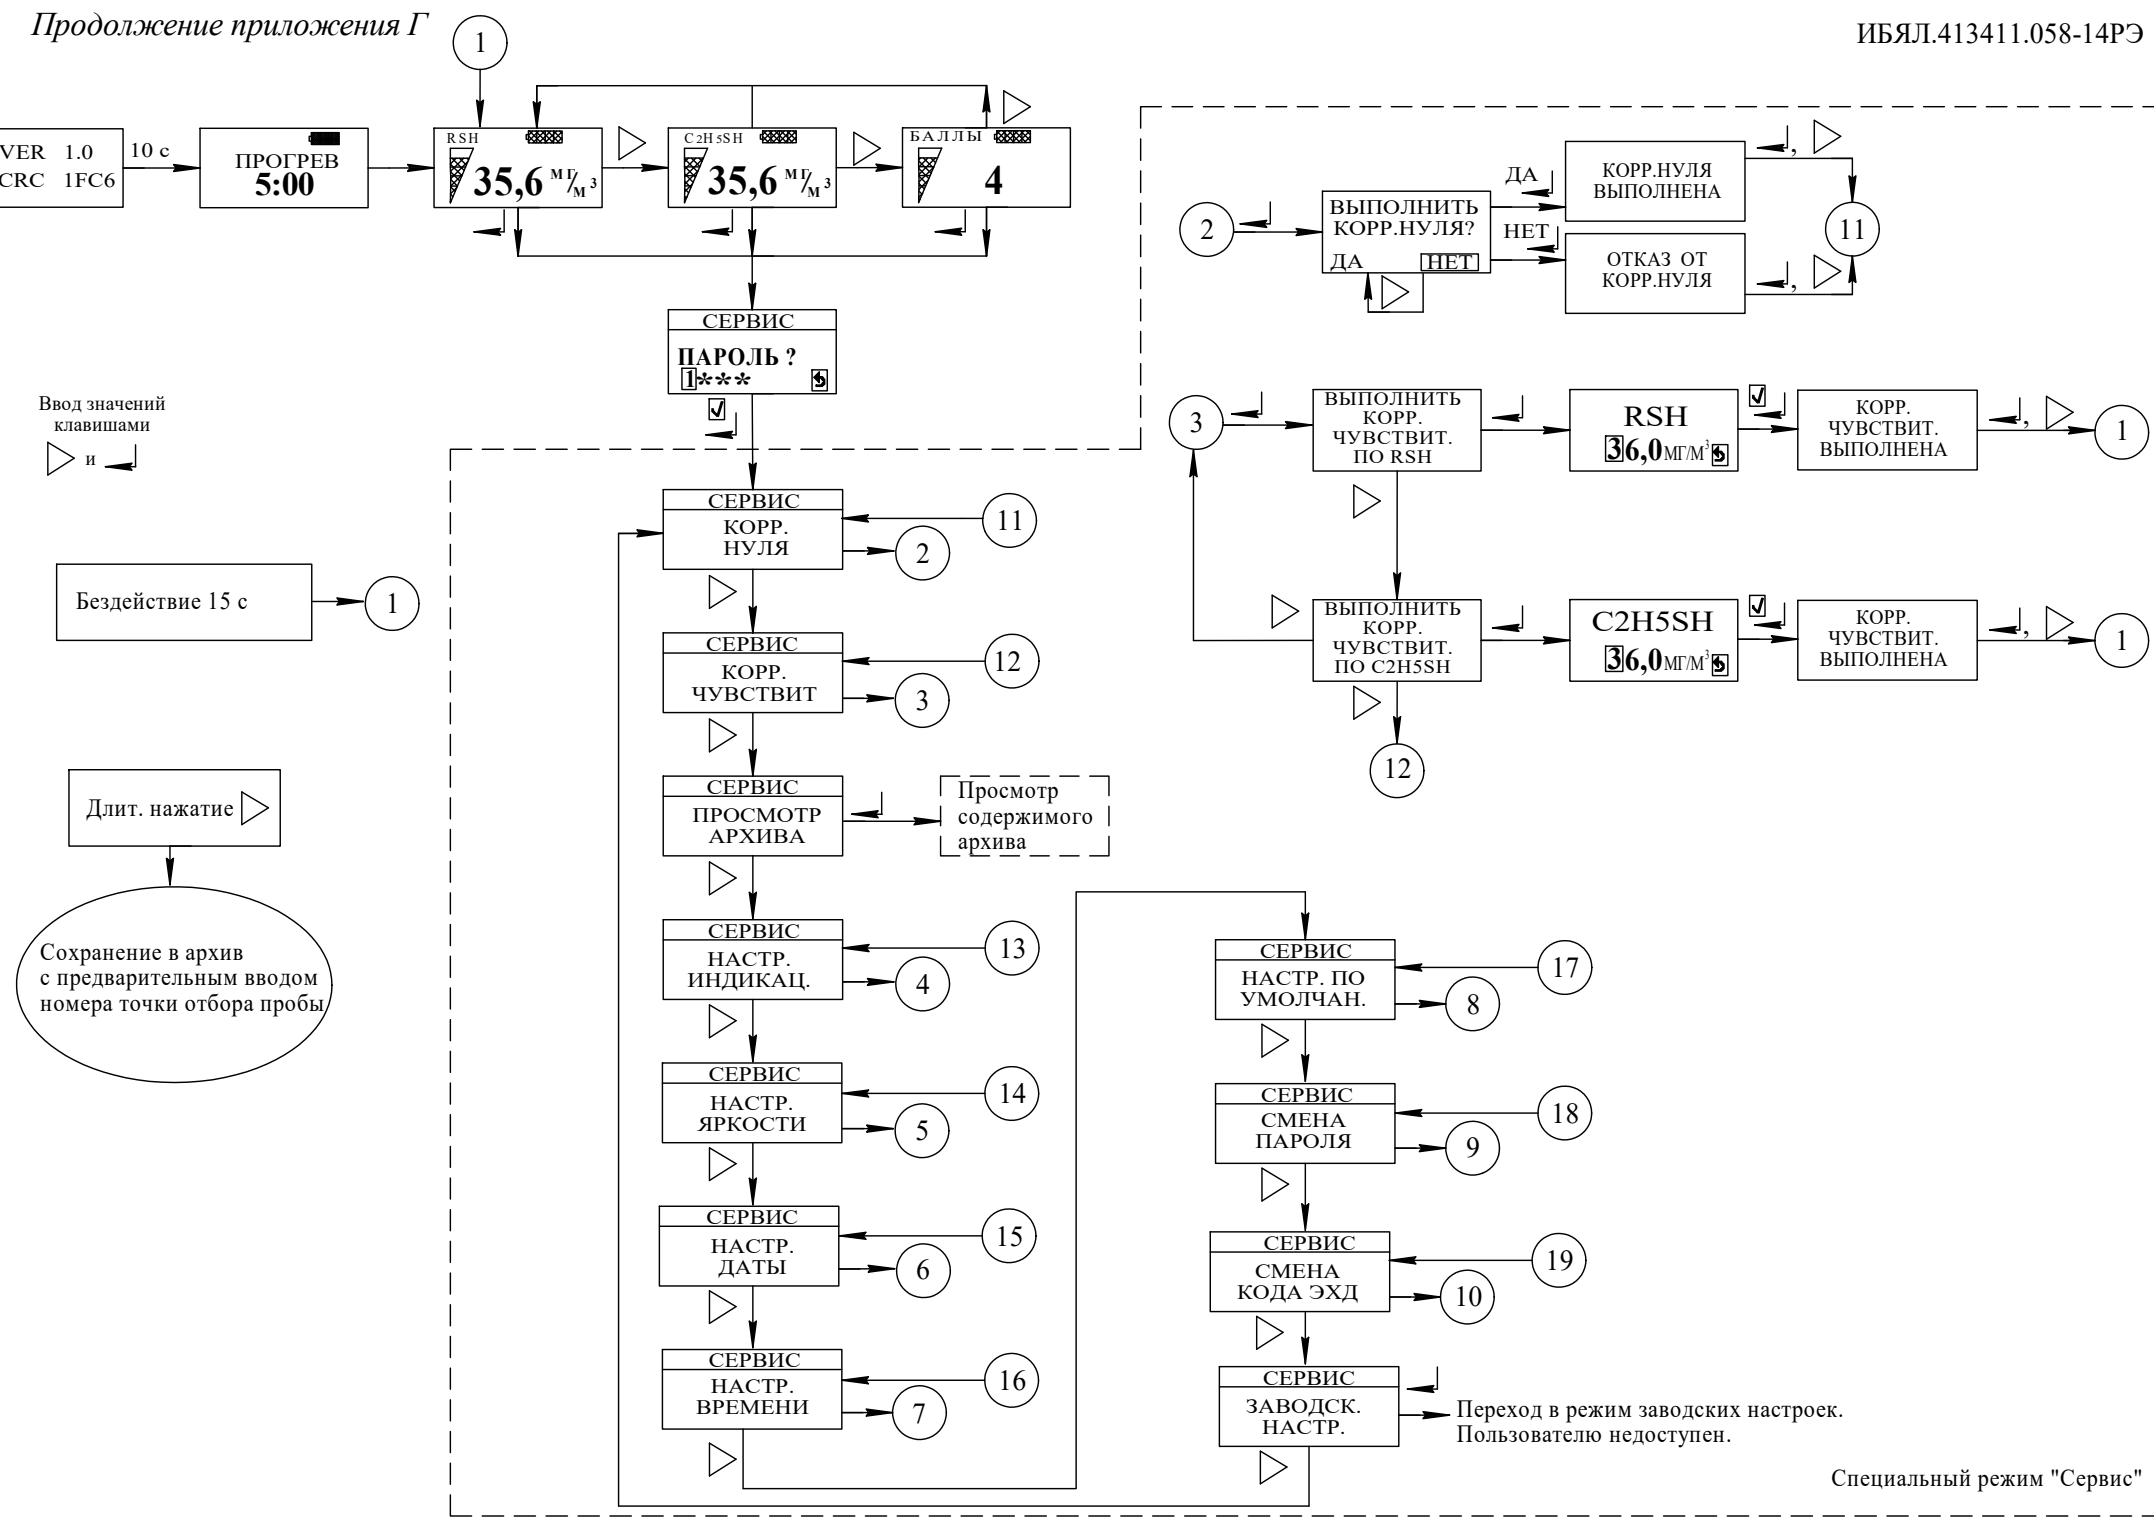 Продолжение приложения Г
ИБЯЛ.413411.058-14РЭ
1
VER 1.0
CRC 1FC6
10 с
ПРОГРЕВ
5:00
RSH
35,6 МГ/М3
C2H5SH
35,6 МГ/М3
БАЛЛЫ
4
СЕРВИС
ПАРОЛЬ ?
1***
Ввод значений
клавишами
и
Бездействие 15 с
1
Длит. нажатие
Сохранение в архив
с предварительным вводом
номера точки отбора пробы
2
ВЫПОЛНИТЬ
КОРР.НУЛЯ?
ДА НЕТ
ДА
КОРР.НУЛЯ
ВЫПОЛНЕНА
,
НЕТ
ОТКАЗ ОТ
КОРР.НУЛЯ
,
11
3
ВЫПОЛНИТЬ
КОРР.
ЧУВСТВИТ.
ПО RSH
RSH
36,0МГ/М3
КОРР.
ЧУВСТВИТ.
ВЫПОЛНЕНА
,
1
ВЫПОЛНИТЬ
КОРР.
ЧУВСТВИТ.
ПО C2H5SH
C2H5SH
36,0МГ/М3
КОРР.
ЧУВСТВИТ.
ВЫПОЛНЕНА
,
1
12
СЕРВИС
КОРР.
НУЛЯ
11
2
СЕРВИС
КОРР.
ЧУВСТВИТ
12
3
СЕРВИС
ПРОСМОТР
АРХИВА
Просмотр
содержимого
архива
СЕРВИС
НАСТР.
ИНДИКАЦ.
13
4
СЕРВИС
НАСТР.
ЯРКОСТИ
14
5
СЕРВИС
НАСТР.
ДАТЫ
15
6
СЕРВИС
НАСТР.
ВРЕМЕНИ
16
7
СЕРВИС
НАСТР. ПО
УМОЛЧАН.
17
8
СЕРВИС
СМЕНА
ПАРОЛЯ
18
9
СЕРВИС
СМЕНА
КОДА ЭХД
19
10
СЕРВИС
ЗАВОДСК.
НАСТР.
Переход в режим заводских настроек.
Пользователю недоступен.
Специальный режим "Сервис"